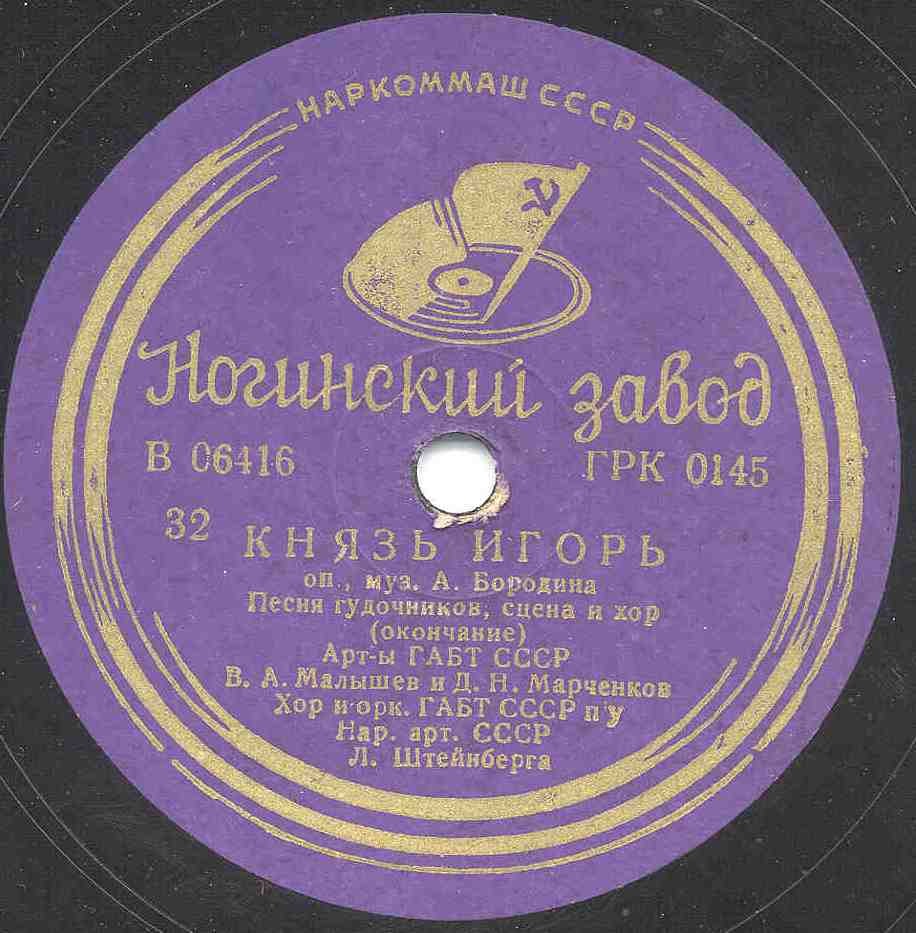 НАРКОММАШ СССР
Ногинский завод
В 06416 ГРК 0145
32 КНЯЗЬ ИГОРЬ
оп., муз. А. Бородина
Песня гудочников, сцена и хор
(окончание)
Арт-ы ГАБТ СССР
В. А. Малышев и Д. Н. Марченков
Хор и орк. ГАБТ СССР п/у
Нар. арт. СССР
Л. Штейнберга